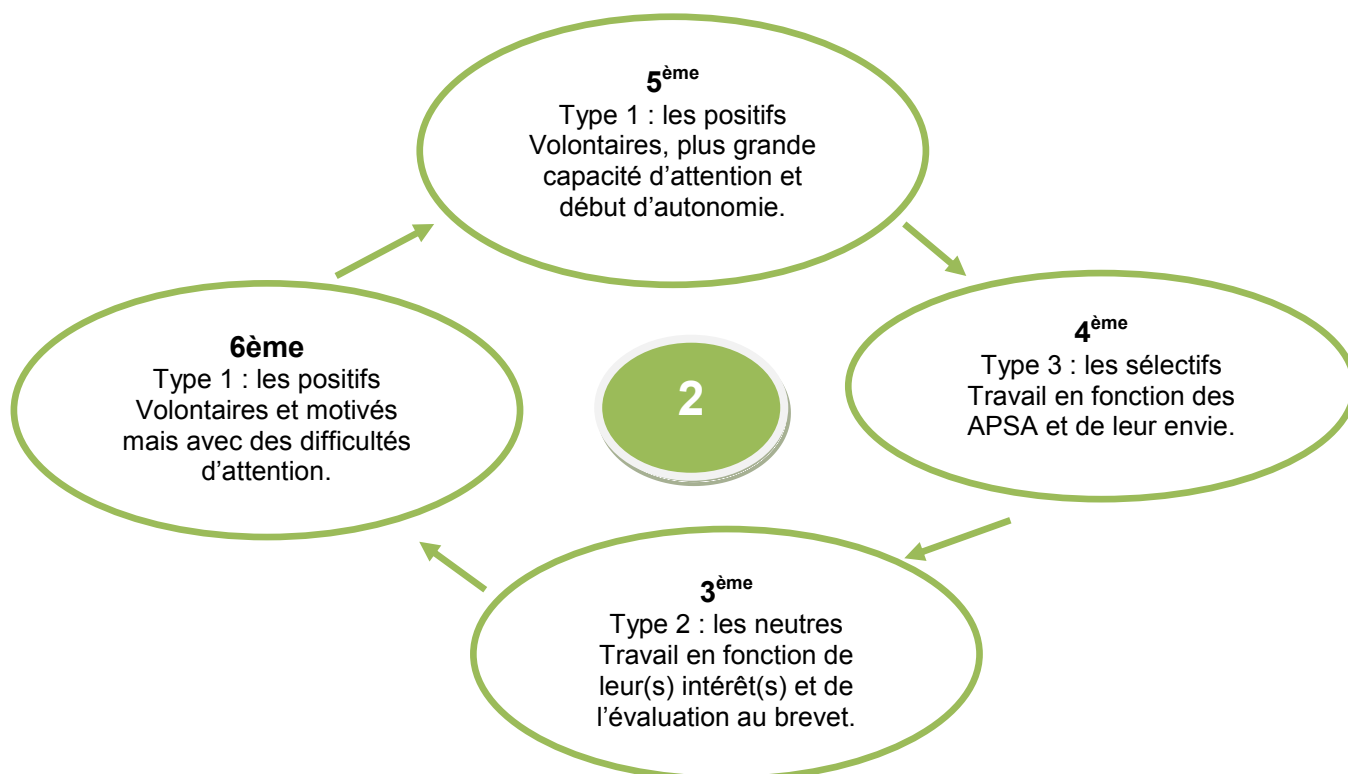 5ème
Type 1 : les positifs
Volontaires, plus grande
capacité d’attention et
début d’autonomie.
6ème
Type 1 : les positifs
Volontaires et motivés
mais avec des difficultés
d’attention.
2
4ème
Type 3 : les sélectifs
Travail en fonction des
APSA et de leur envie.
3ème
Type 2 : les neutres
Travail en fonction de
leur(s) intérêt(s) et de
l’évaluation au brevet.